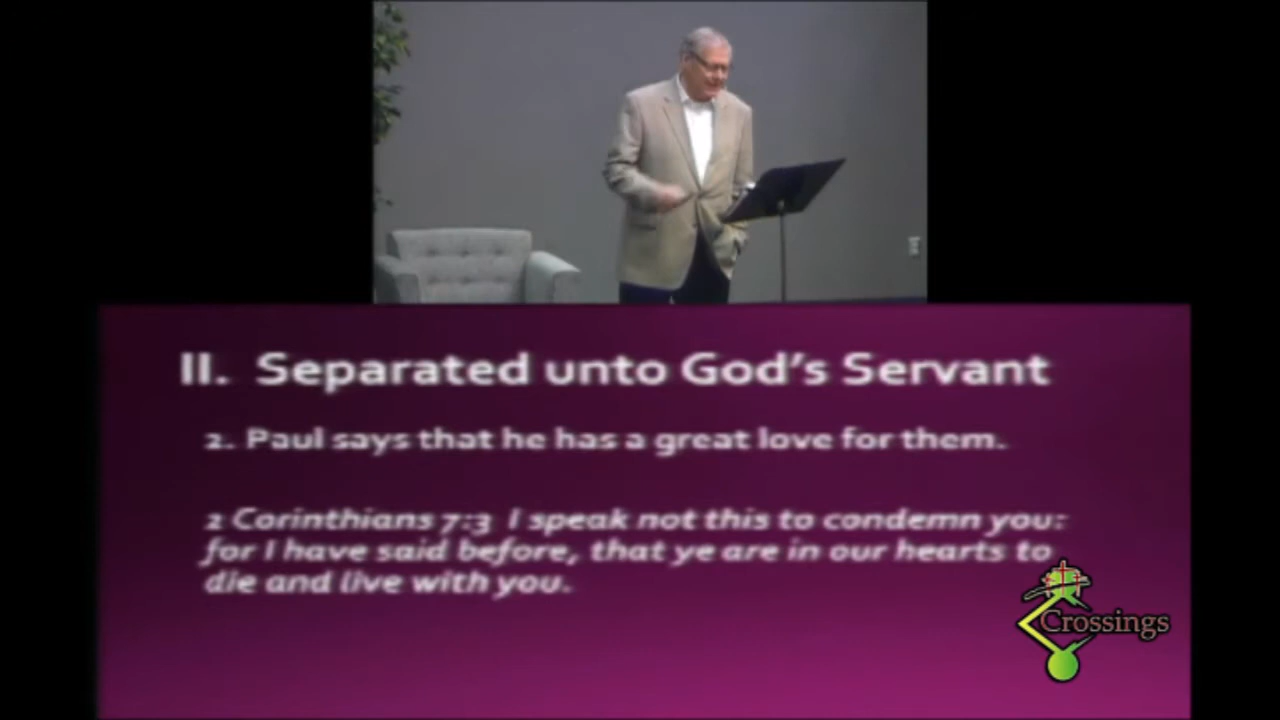 II. Separated unto God's Servant
2. Paul says that he has a great love for them.
2 Corinthians 7:3 I speak not this to condemn you:
for I have said before, that ye are in our hearts to
die and live with you.
Crossings